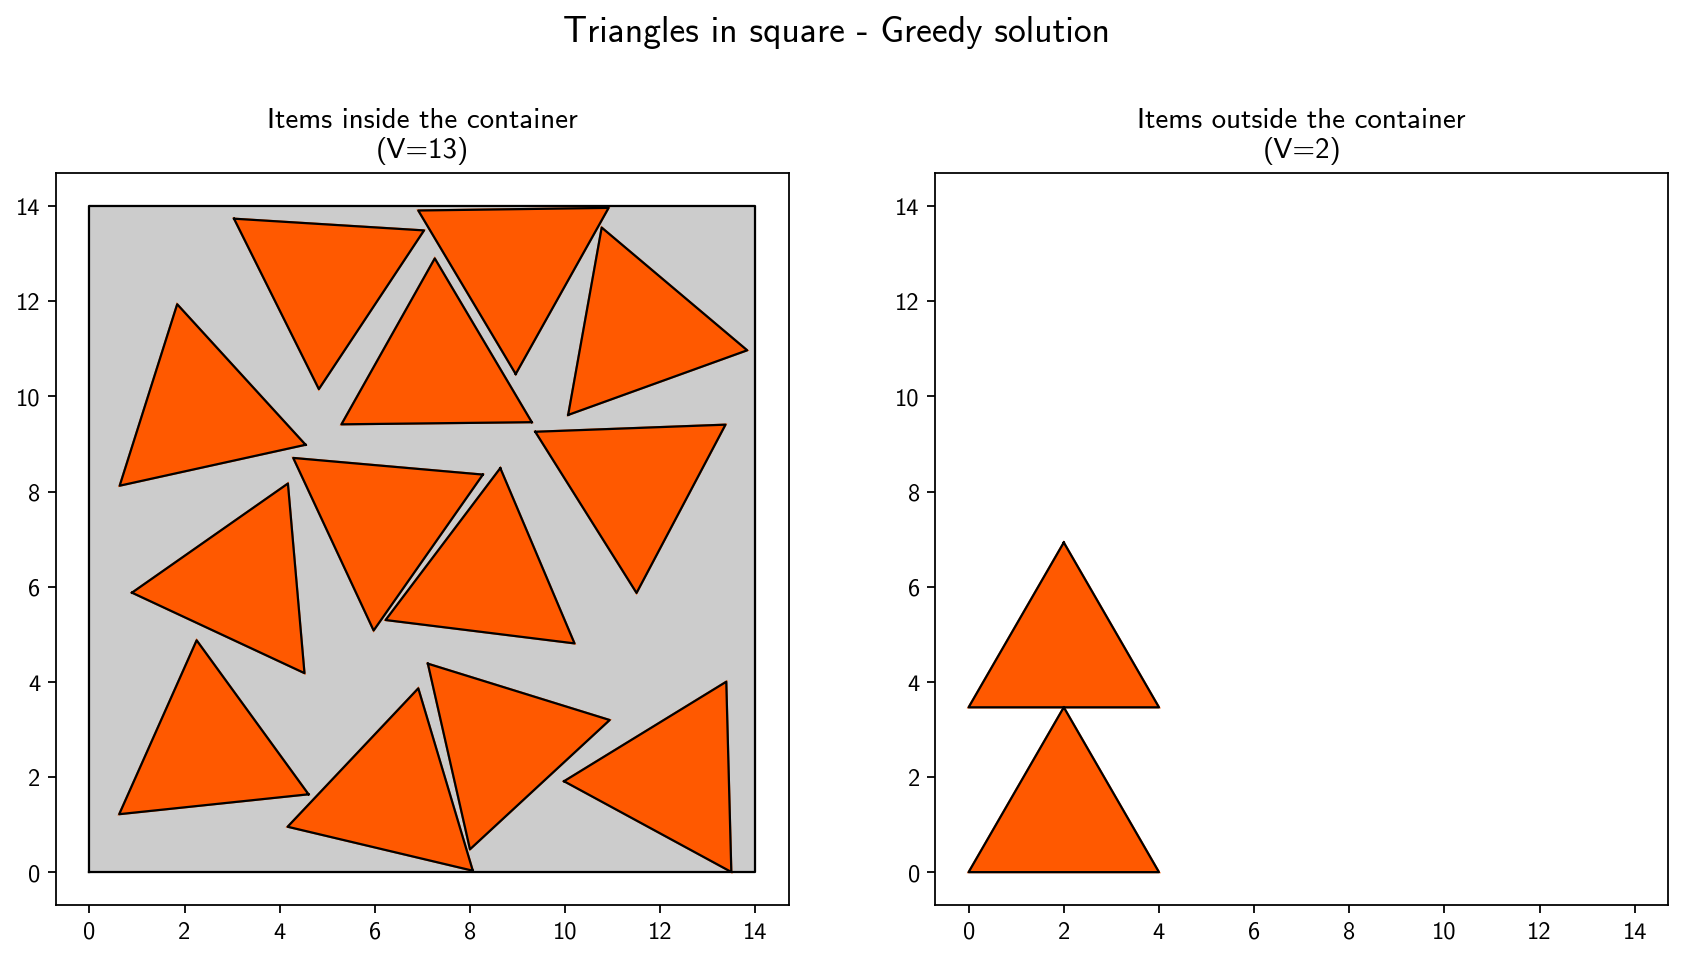 Triangles in square - Greedy solution
Items inside the container
(V=13)
14
12
10
8
6
4
2
0
0 2 4 6 8 10 12 14
Items outside the container
(V=2)
14
12
10
8
6
4
2
0
0 2 4 6 8 10 12 14